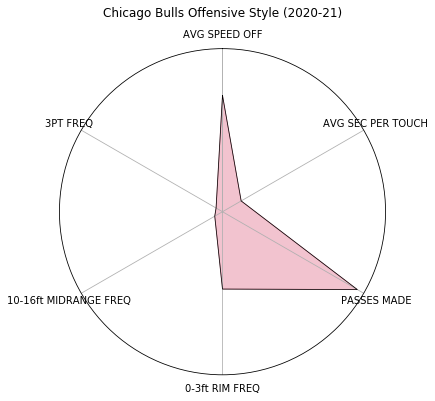 Chicago Bulls Offensive Style (2020-21)
AVG SPEED OFF
3PT FREQ
AVG SEC PER TOUCH
10-16ft MIDRANGE FREQ
PASSES MADE
0-3ft RIM FREQ